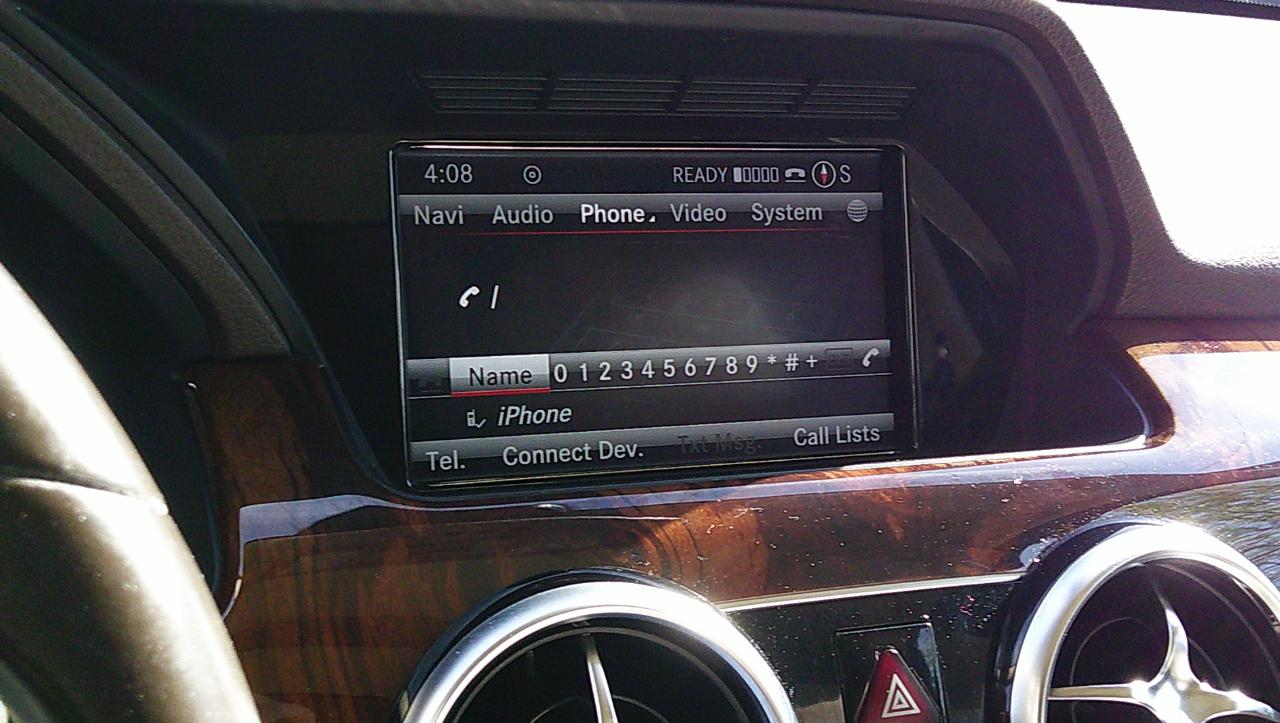 4:08 READY S
Navi Audio Phone Video System
Name 0 1 2 3 4 5 6 7 8 9 * # +
iPhone
Tel. Connect Dev. Txt Msg. Call Lists